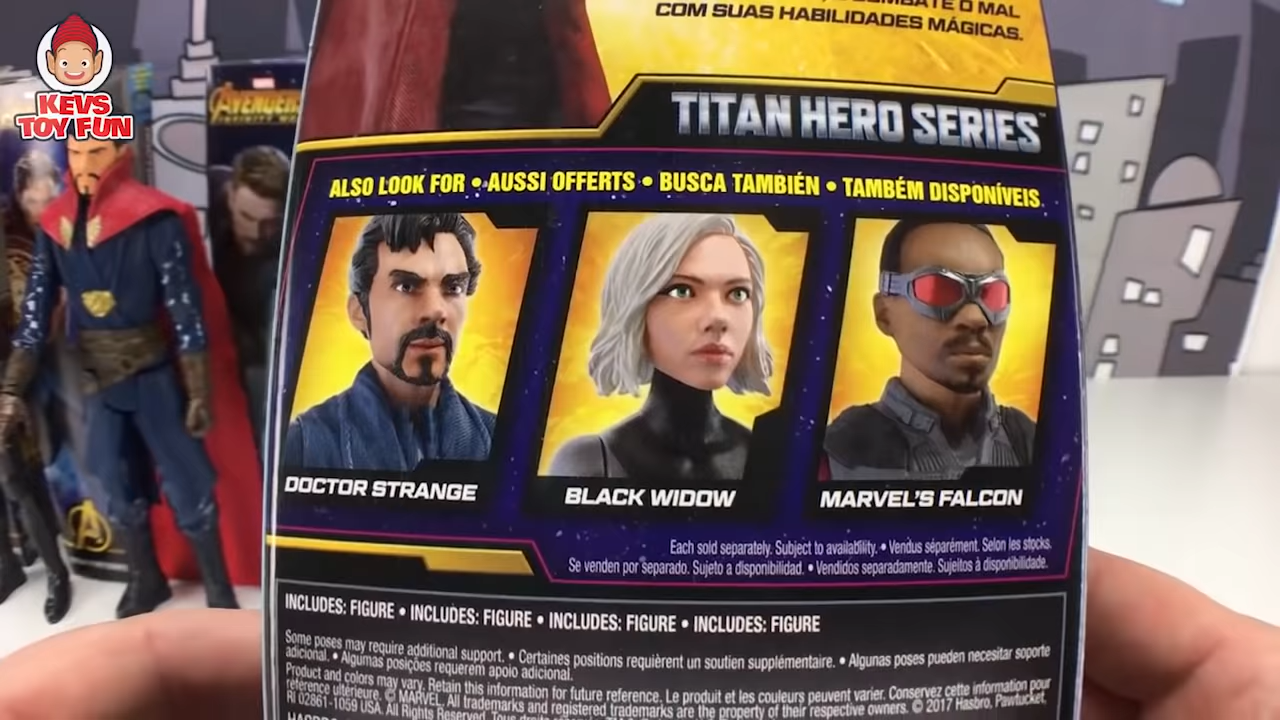 KEVS
TOY FUN
MARVEL
AVENGERS
COMBATE O MAL
COM SUAS HABILIDADES MÁGICAS.
TITAN HERO SERIES™
ALSO LOOK FOR • AUSSI OFFERTS • BUSCA TAMBIÉN • TAMBÉM DISPONÍVEIS
DOCTOR STRANGE
BLACK WIDOW
MARVEL'S FALCON
Each sold separately. Subject to availability. • Vendus séparément. Selon les stocks.
Se venden por separado. Sujeto a disponibilidad. • Vendidos separadamente. Sujeitos à disponibilidade.
INCLUDES: FIGURE • INCLUDES: FIGURE • INCLUDES: FIGURE • INCLUDES: FIGURE
Some poses may require additional support. • Certaines positions requièrent un soutien supplémentaire. • Algunas poses pueden necesitar soporte
adicional. • Algumas posições requerem apoio adicional.
Product and colors may vary. Retain this information for future reference. Le produit et les couleurs peuvent varier. Conservez cette information pour
référence ultérieure. © MARVEL. All trademarks and registered trademarks are the property of their respective owners. © 2017 Hasbro, Pawtucket,
RI 02861-1059 USA. All Rights Reserved. Tous droits